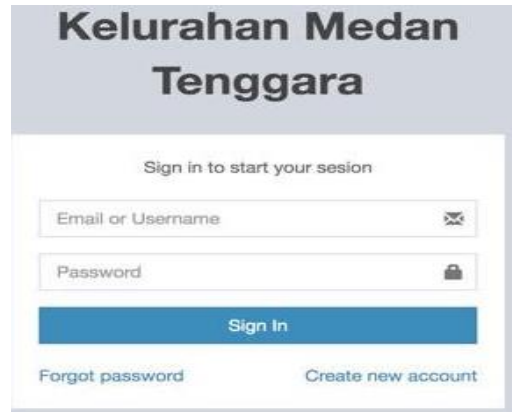 Kelurahan Medan
Tenggara
Sign in to start your sesion
Email or Username
Password
Sign In
Forgot password Create new account